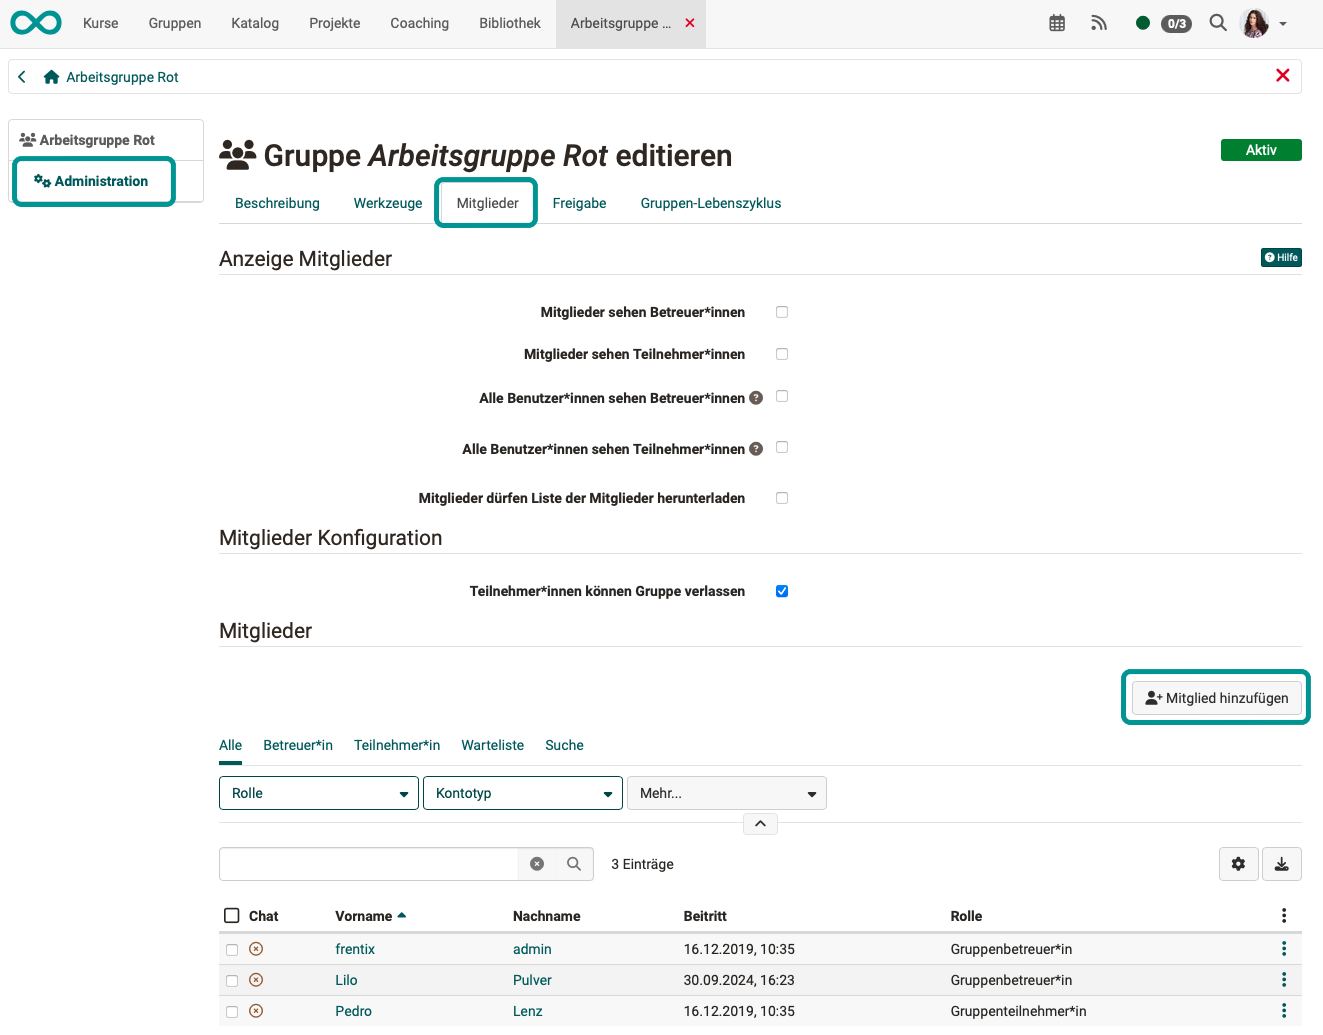 Kurse Gruppen Katalog Projekte Coaching Bibliothek Arbeitsgruppe ... 0/3
Arbeitsgruppe Rot
Arbeitsgruppe Rot
Administration
Gruppe Arbeitsgruppe Rot editieren
Aktiv
Beschreibung Werkzeuge Mitglieder Freigabe Gruppen-Lebenszyklus
Anzeige Mitglieder
Hilfe
Mitglieder sehen Betreuer*innen
Mitglieder sehen Teilnehmer*innen
Alle Benutzer*innen sehen Betreuer*innen ?
Alle Benutzer*innen sehen Teilnehmer*innen ?
Mitglieder dürfen Liste der Mitglieder herunterladen
Mitglieder Konfiguration
Teilnehmer*innen können Gruppe verlassen
Mitglieder
Mitglied hinzufügen
Alle Betreuer*in Teilnehmer*in Warteliste Suche
Rolle Kontotyp Mehr...
3 Einträge
Chat Vorname Nachname Beitritt Rolle
frentix admin 16.12.2019, 10:35 Gruppenbetreuer*in
Lilo Pulver 30.09.2024, 16:23 Gruppenbetreuer*in
Pedro Lenz 16.12.2019, 10:35 Gruppenteilnehmer*in